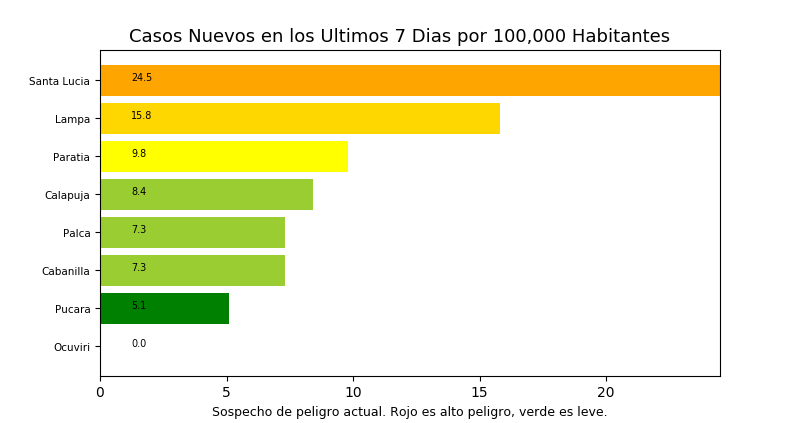 Casos Nuevos en los Ultimos 7 Dias por 100,000 Habitantes
Santa Lucia 24.5
Lampa 15.8
Paratia 9.8
Calapuja 8.4
Palca 7.3
Cabanilla 7.3
Pucara 5.1
Ocuviri 0.0
0 5 10 15 20
Sospecho de peligro actual. Rojo es alto peligro, verde es leve.